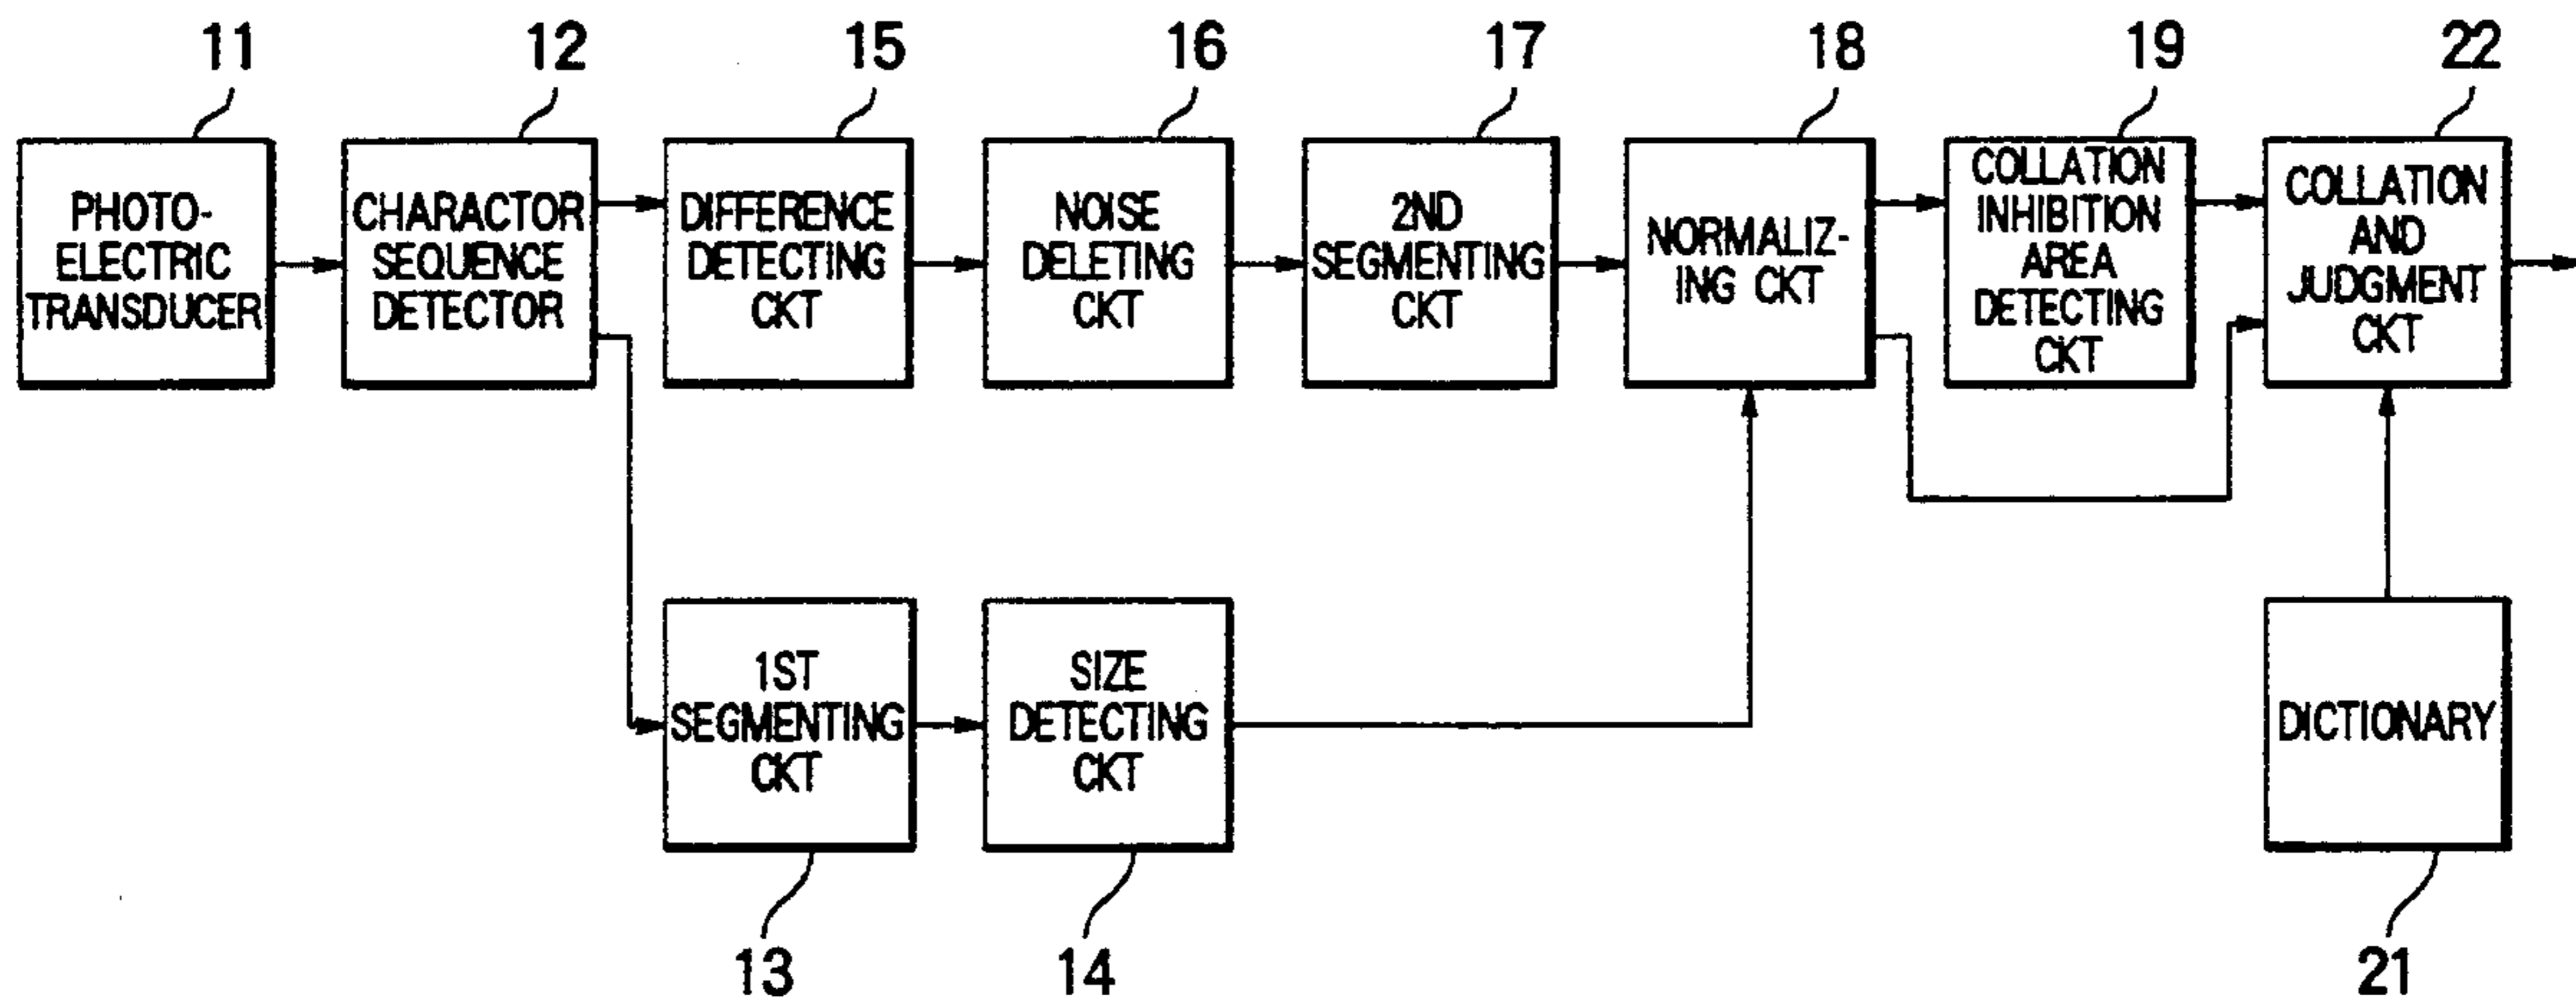 11
12
15
16
17
18
19
22
PHOTO-
ELECTRIC
TRANSDUCER
CHARACTOR
SEQUENCE
DETECTOR
DIFFERENCE
DETECTING
CKT
NOISE
DELETING
CKT
2ND
SEGMENTING
CKT
NORMALIZ-
ING CKT
COLLATION
INHIBITION
AREA
DETECTING
CKT
COLLATION
AND
JUDGMENT
CKT
1ST
SEGMENTING
CKT
SIZE
DETECTING
CKT
DICTIONARY
13
14
21